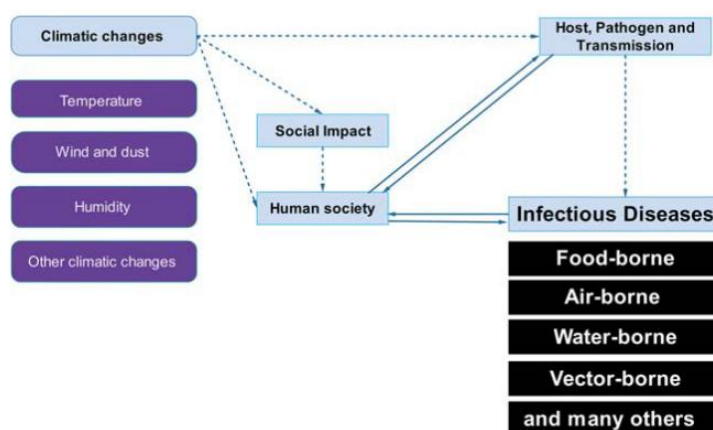 Climatic changes
Temperature
Wind and dust
Humidity
Other climatic changes
Social Impact
Human society
Host, Pathogen and
Transmission
Infectious Diseases
Food-borne
Air-borne
Water-borne
Vector-borne
and many others